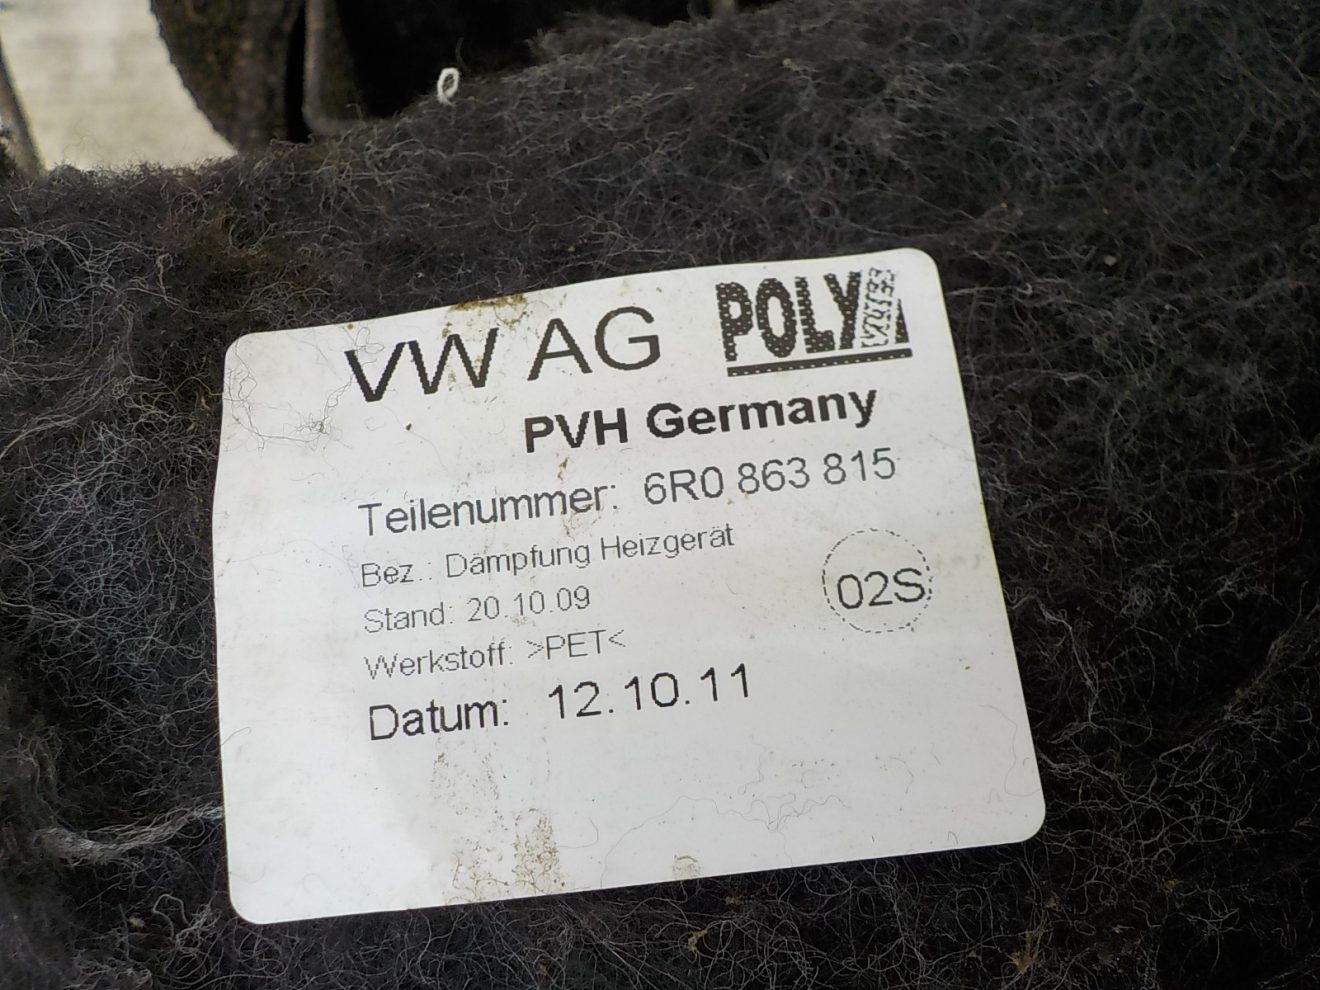 VW AG POLY
PVH Germany
Teilenummer: 6R0 863 815
Bez.: Dämpfung Heizgerät
Stand: 20.10.09
02S
Werkstoff: >PET<
Datum: 12.10.11